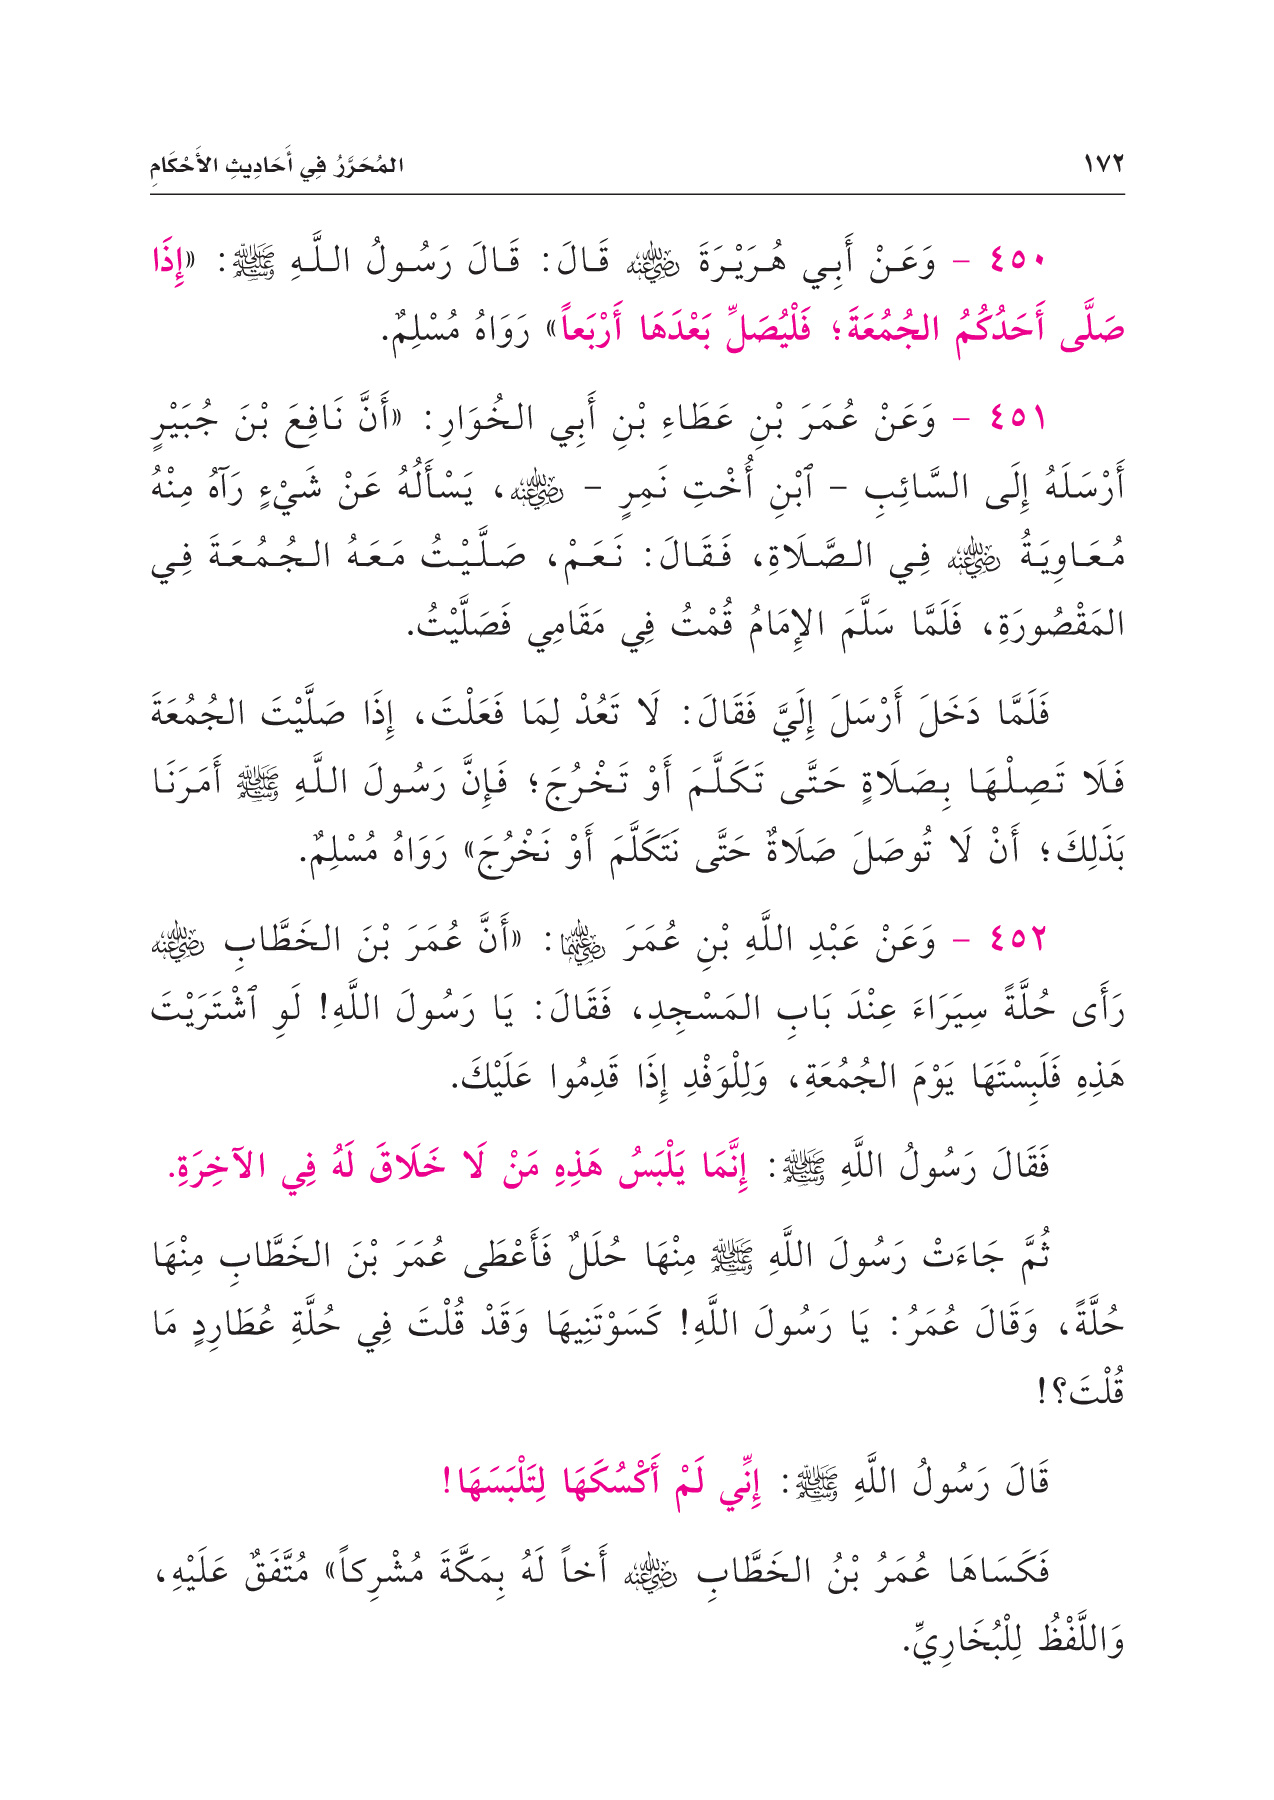 ١٧٢ المُحَرَّرُ فِي أَحَادِيثِ الأَحْكَامِ
٤٥٠ - وَعَنْ أَبِي هُرَيْرَةَ رضي الله عنه قَالَ: قَالَ رَسُولُ اللَّهِ ﷺ: «إِذَا
صَلَّى أَحَدُكُمُ الجُمُعَةَ؛ فَلْيُصَلِّ بَعْدَهَا أَرْبَعاً» رَوَاهُ مُسْلِمٌ.
٤٥١ - وَعَنْ عُمَرَ بْنِ عَطَاءِ بْنِ أَبِي الخُوَارِ: «أَنَّ نَافِعَ بْنَ جُبَيْرٍ
أَرْسَلَهُ إِلَى السَّائِبِ - ٱبْنِ أُخْتِ نَمِرٍ - رضي الله عنه، يَسْأَلُهُ عَنْ شَيْءٍ رَآهُ مِنْهُ
مُعَاوِيَةُ رضي الله عنه فِي الصَّلَاةِ، فَقَالَ: نَعَمْ، صَلَّيْتُ مَعَهُ الجُمُعَةَ فِي
المَقْصُورَةِ، فَلَمَّا سَلَّمَ الإِمَامُ قُمْتُ فِي مَقَامِي فَصَلَّيْتُ.
فَلَمَّا دَخَلَ أَرْسَلَ إِلَيَّ فَقَالَ: لَا تَعُدْ لِمَا فَعَلْتَ، إِذَا صَلَّيْتَ الجُمُعَةَ
فَلَا تَصِلْهَا بِصَلَاةٍ حَتَّى تَكَلَّمَ أَوْ تَخْرُجَ؛ فَإِنَّ رَسُولَ اللَّهِ ﷺ أَمَرَنَا
بَذَلِكَ؛ أَنْ لَا تُوصَلَ صَلَاةٌ حَتَّى نَتَكَلَّمَ أَوْ نَخْرُجَ» رَوَاهُ مُسْلِمٌ.
٤٥٢ - وَعَنْ عَبْدِ اللَّهِ بْنِ عُمَرَ رضي الله عنهما: «أَنَّ عُمَرَ بْنَ الخَطَّابِ رضي الله عنه
رَأَى حُلَّةً سِيَرَاءَ عِنْدَ بَابِ المَسْجِدِ، فَقَالَ: يَا رَسُولَ اللَّهِ! لَوِ ٱشْتَرَيْتَ
هَذِهِ فَلَبِسْتَهَا يَوْمَ الجُمُعَةِ، وَلِلْوَفْدِ إِذَا قَدِمُوا عَلَيْكَ.
فَقَالَ رَسُولُ اللَّهِ ﷺ: إِنَّمَا يَلْبَسُ هَذِهِ مَنْ لَا خَلَاقَ لَهُ فِي الآخِرَةِ.
ثُمَّ جَاءَتْ رَسُولَ اللَّهِ ﷺ مِنْهَا حُلَلٌ فَأَعْطَى عُمَرَ بْنَ الخَطَّابِ مِنْهَا
حُلَّةً، وَقَالَ عُمَرُ: يَا رَسُولَ اللَّهِ! كَسَوْتَنِيهَا وَقَدْ قُلْتَ فِي حُلَّةِ عُطَارِدٍ مَا
قُلْتَ؟!
قَالَ رَسُولُ اللَّهِ ﷺ: إِنِّي لَمْ أَكْسُكَهَا لِتَلْبَسَهَا!
فَكَسَاهَا عُمَرُ بْنُ الخَطَّابِ رضي الله عنه أَخاً لَهُ بِمَكَّةَ مُشْرِكاً» مُتَّفَقٌ عَلَيْهِ،
وَاللَّفْظُ لِلْبُخَارِيِّ.